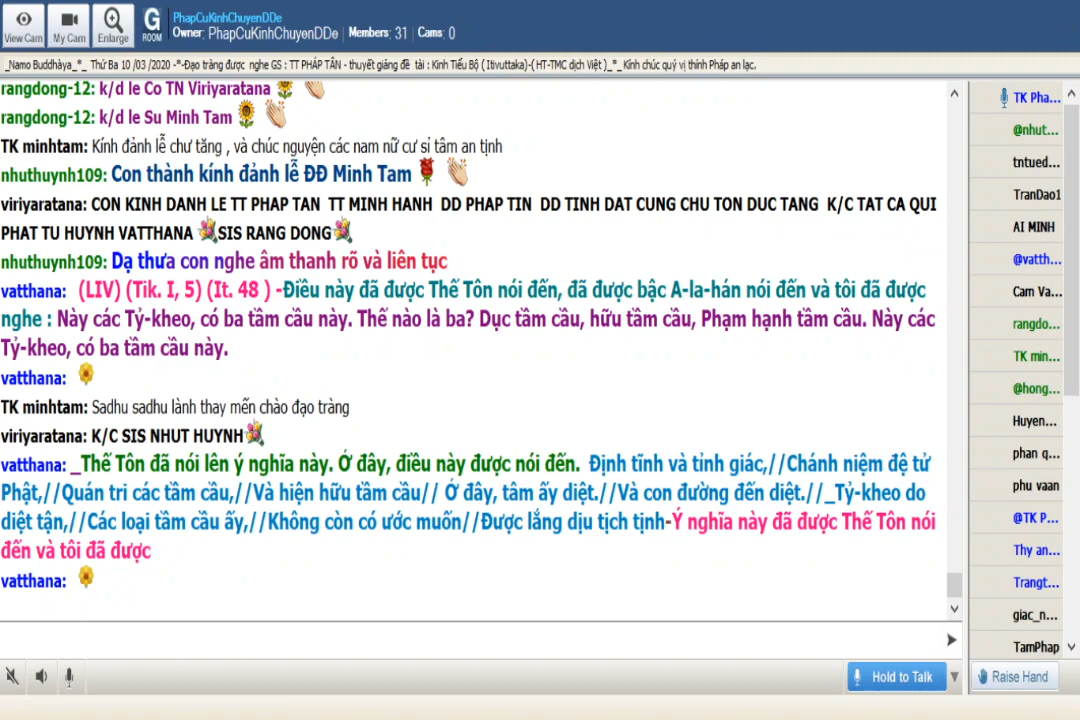 PhapCuKinhChuyenDDe
Owner: PhapCuKinhChuyenDDe | Members: 31 | Cams: 0
View Cam My Cam Enlarge G ROOM
_Namo Buddhàya_*_ Thứ Ba 10 /03 /2020 -*-Đạo tràng được nghe GS : TT PHÁP TÂN - thuyết giảng đề tài : Kinh Tiểu Bộ ( Itivuttaka)-( HT-TMC dịch Việt )_*_Kính chúc quý vị thính Pháp an lạc.
rangdong-12: k/d le Co TN Viriyaratana
rangdong-12: k/d le Su Minh Tam
TK minhtam: Kính đảnh lễ chư tăng , và chúc nguyện các nam nữ cư sỉ tâm an tịnh
nhuthuynh109: Con thành kính đảnh lễ ĐĐ Minh Tam
viriyaratana: CON KINH DANH LE TT PHAP TAN TT MINH HANH DD PHAP TIN DD TINH DAT CUNG CHU TON DUC TANG K/C TAT CA QUI
PHAT TU HUYNH VATTHANA SIS RANG DONG
nhuthuynh109: Dạ thưa con nghe âm thanh rõ và liên tục
vatthana: (LIV) (Tik. I, 5) (It. 48 ) -Điều này đã được Thế Tôn nói đến, đã được bậc A-la-hán nói đến và tôi đã được
nghe : Này các Tỷ-kheo, có ba tầm cầu này. Thế nào là ba? Dục tầm cầu, hữu tầm cầu, Phạm hạnh tầm cầu. Này các
Tỷ-kheo, có ba tầm cầu này.
vatthana:
TK minhtam: Sadhu sadhu lành thay mến chào đạo tràng
viriyaratana: K/C SIS NHUT HUYNH
vatthana: _Thế Tôn đã nói lên ý nghĩa này. Ở đây, điều này được nói đến. Định tĩnh và tỉnh giác,//Chánh niệm đệ tử
Phật,//Quán tri các tầm cầu,//Và hiện hữu tầm cầu// Ở đây, tâm ấy diệt.//Và con đường đến diệt.//_Tỷ-kheo do
diệt tận,//Các loại tầm cầu ấy,//Không còn có ước muốn//Được lắng dịu tịch tịnh-Ý nghĩa này đã được Thế Tôn nói
đến và tôi đã được
vatthana:
TK Pha...
@nhut...
tntued...
TranDao1
AI MINH
@vatth...
Cam Va...
rangdo...
TK min...
@hong...
Huyen...
phan q...
phu vaan
@TK P...
Thy an...
Trangt...
giac_n...
TamPhap
Hold to Talk
Raise Hand